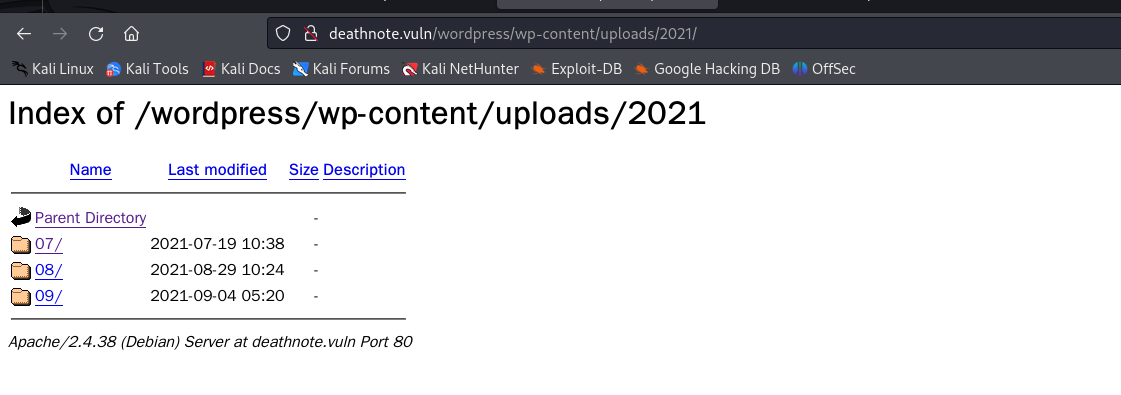 deathnote.vuln/wordpress/wp-content/uploads/2021/
Kali Linux Kali Tools Kali Docs Kali Forums Kali NetHunter Exploit-DB Google Hacking DB OffSec
Index of /wordpress/wp-content/uploads/2021
Name Last modified Size Description
Parent Directory -
07/ 2021-07-19 10:38 -
08/ 2021-08-29 10:24 -
09/ 2021-09-04 05:20 -
Apache/2.4.38 (Debian) Server at deathnote.vuln Port 80